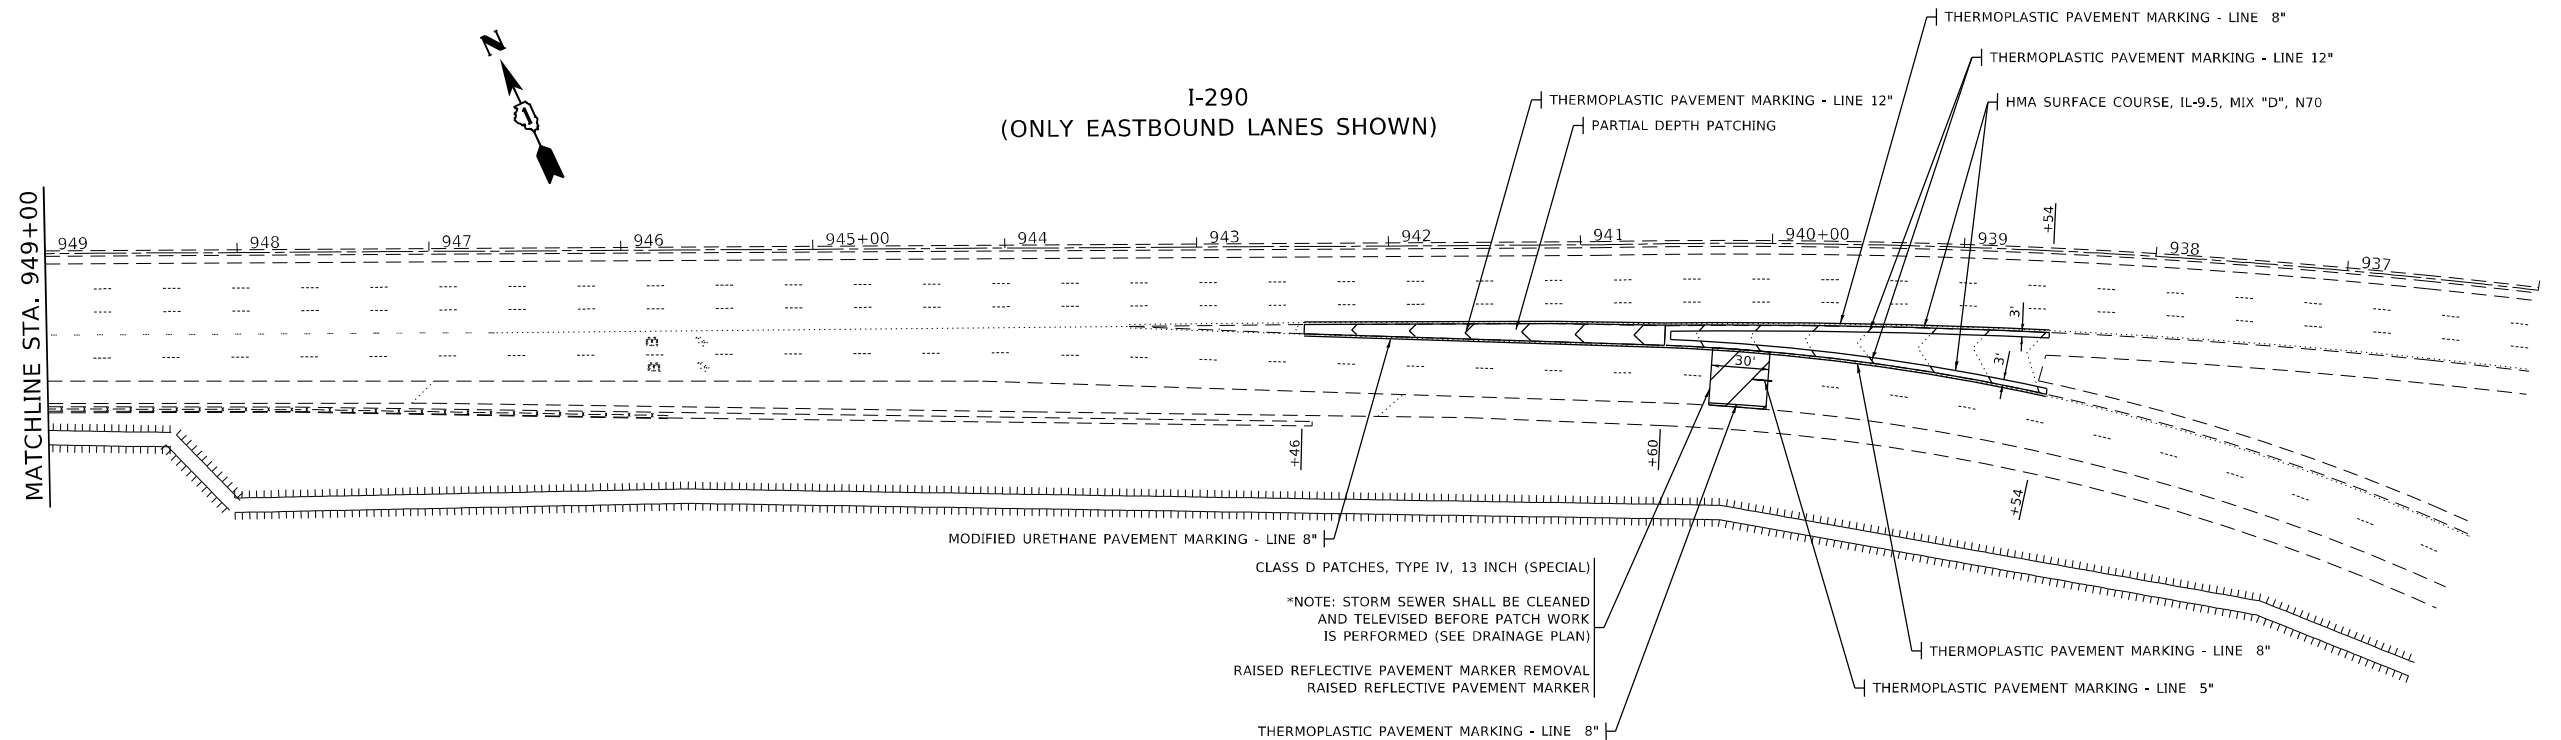 THERMOPLASTIC PAVEMENT MARKING - LINE 8"
N
THERMOPLASTIC PAVEMENT MARKING - LINE 12"
I-290
(ONLY EASTBOUND LANES SHOWN)
THERMOPLASTIC PAVEMENT MARKING - LINE 12"
HMA SURFACE COURSE, IL-9.5, MIX "D", N70
PARTIAL DEPTH PATCHING
MATCHLINE STA. 949+00
949
948
947
946
945+00
944
943
942
941
940+00
939
+54
938
937
3'
3'
30'
+46
+60
+54
MODIFIED URETHANE PAVEMENT MARKING - LINE 8"
CLASS D PATCHES, TYPE IV, 13 INCH (SPECIAL)
*NOTE: STORM SEWER SHALL BE CLEANED
AND TELEVISED BEFORE PATCH WORK
IS PERFORMED (SEE DRAINAGE PLAN)
RAISED REFLECTIVE PAVEMENT MARKER REMOVAL
RAISED REFLECTIVE PAVEMENT MARKER
THERMOPLASTIC PAVEMENT MARKING - LINE 8"
THERMOPLASTIC PAVEMENT MARKING - LINE 5"
THERMOPLASTIC PAVEMENT MARKING - LINE 8"